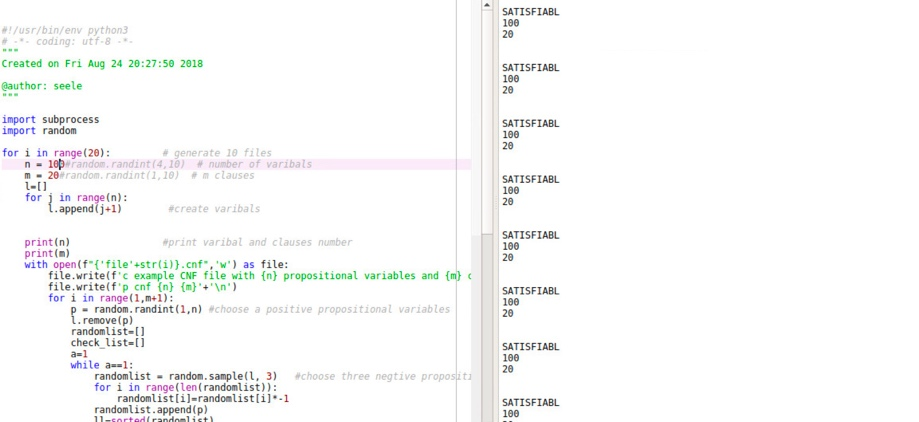 #!/usr/bin/env python3
# -*- coding: utf-8 -*-
"""
Created on Fri Aug 24 20:27:50 2018
@author: seele
"""
import subprocess
import random
for i in range(20):         # generate 10 files
    n = 100#random.randint(4,10)  # number of varibals
    m = 20#random.randint(1,10)  # m clauses
    l=[]
    for j in range(n):
        l.append(j+1)        #create varibals
    print(n)                #print varibal and clauses number
    print(m)
    with open(f"{'file'+str(i)}.cnf",'w') as file:
        file.write(f'c example CNF file with {n} propositional variables and {m} c
        file.write(f'p cnf {n} {m}'+'\n')
        for i in range(1,m+1):
            p = random.randint(1,n) #choose a positive propositional variables
            l.remove(p)
            randomlist=[]
            check_list=[]
            a=1
            while a==1:
                randomlist = random.sample(l, 3)   #choose three negtive propositi
                for i in range(len(randomlist)):
                    randomlist[i]=randomlist[i]*-1
                randomlist.append(p)
                ll=sorted(randomlist)
SATISFIABL
100
20
SATISFIABL
100
20
SATISFIABL
100
20
SATISFIABL
100
20
SATISFIABL
100
20
SATISFIABL
100
20
SATISFIABL
100
20
SATISFIABL
100